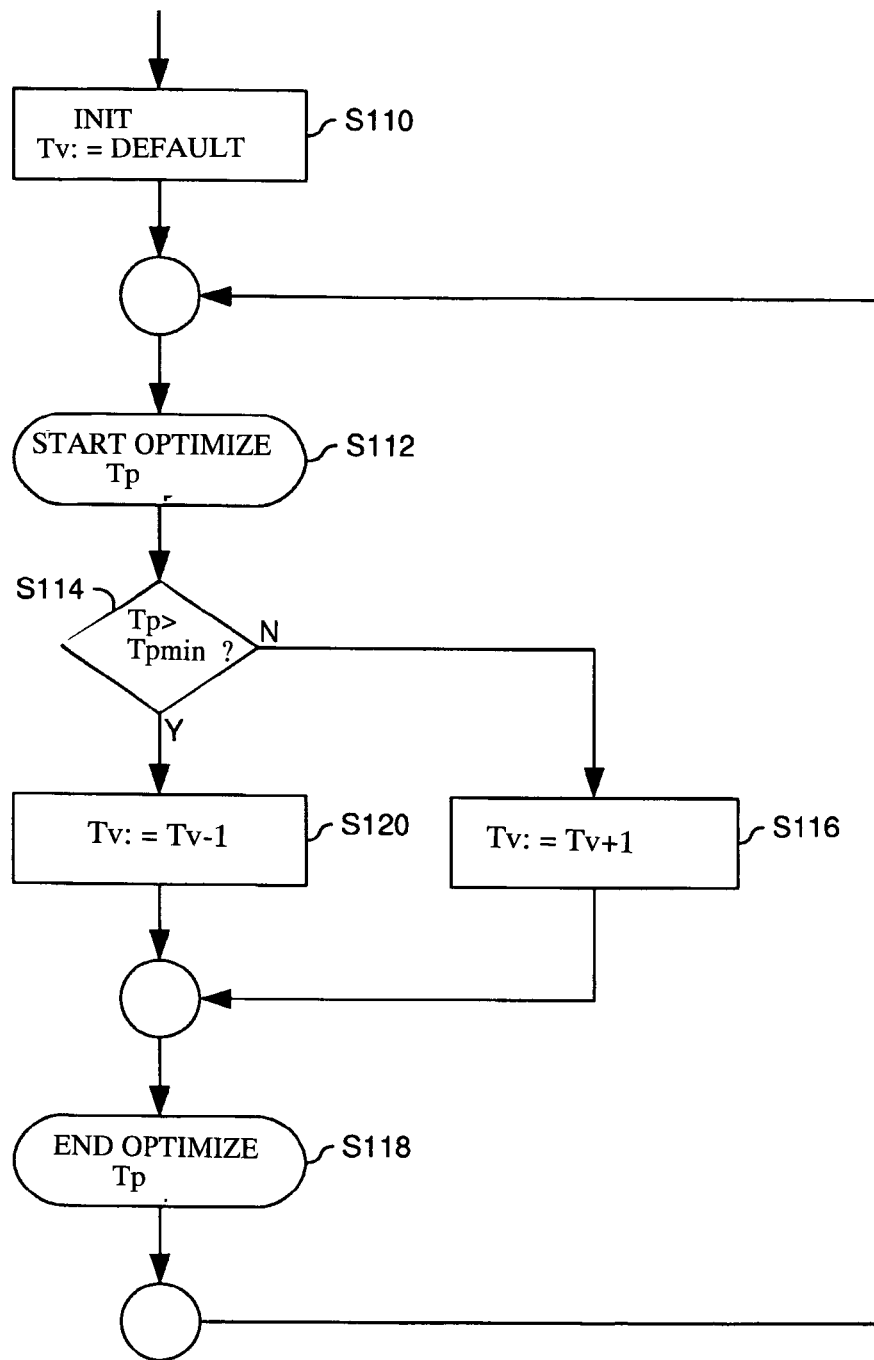 INIT
Tv: = DEFAULT
S110
START OPTIMIZE
Tp
S112
S114
Tp>
Tpmin ?
N
Y
Tv: = Tv-1
S120
Tv: = Tv+1
S116
END OPTIMIZE
Tp
S118